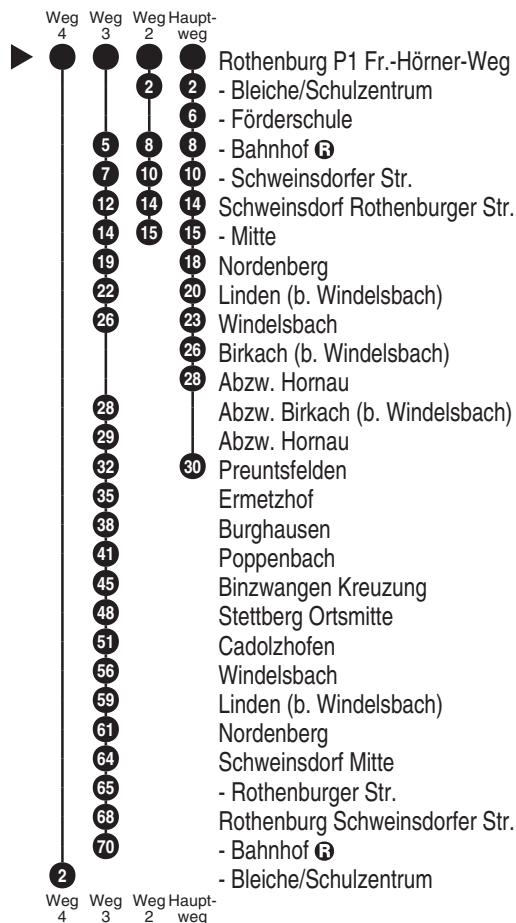 Weg Weg Weg Haupt-
4 3 2 weg
Rothenburg P1 Fr.-Hörner-Weg
2 2 - Bleiche/Schulzentrum
6 - Förderschule
5 8 8 - Bahnhof R
7 10 10 - Schweinsdorfer Str.
12 14 14 Schweinsdorf Rothenburger Str.
14 15 15 - Mitte
19 18 Nordenberg
22 20 Linden (b. Windelsbach)
26 23 Windelsbach
26 Birkach (b. Windelsbach)
28 Abzw. Hornau
28 Abzw. Birkach (b. Windelsbach)
29 Abzw. Hornau
32 30 Preuntsfelden
35 Ermetzhof
38 Burghausen
41 Poppenbach
45 Binzwangen Kreuzung
48 Stettberg Ortsmitte
51 Cadolzhofen
56 Windelsbach
59 Linden (b. Windelsbach)
61 Nordenberg
64 Schweinsdorf Mitte
65 - Rothenburger Str.
68 Rothenburg Schweinsdorfer Str.
70 - Bahnhof R
2 - Bleiche/Schulzentrum
Weg Weg Weg Haupt-
4 3 2 weg